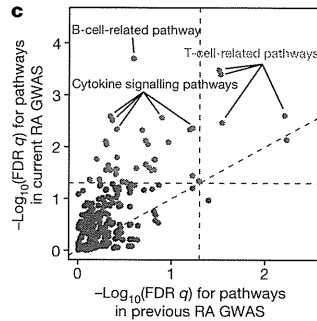 c
B-cell-related pathway
T-cell-related pathways
Cytokine signalling pathways
–Log10(FDR q) for pathways
in current RA GWAS
4
3
2
1
0
0
1
2
–Log10(FDR q) for pathways
in previous RA GWAS